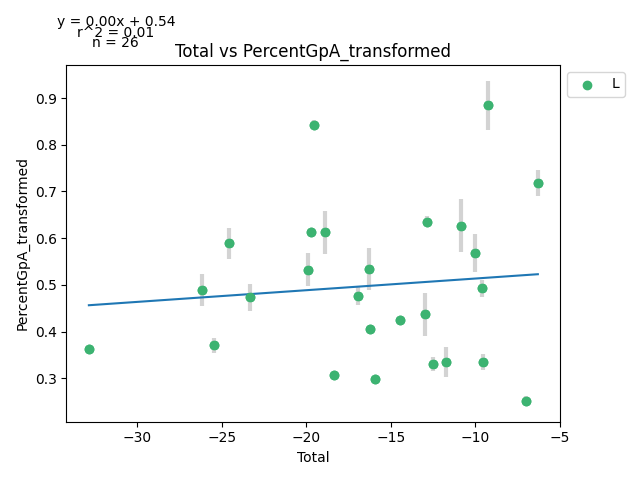 y = 0.00x + 0.54
r^2 = 0.01
n = 26
Total vs PercentGpA_transformed
L
PercentGpA_transformed
0.9
0.8
0.7
0.6
0.5
0.4
0.3
−30 −25 −20 −15 −10 −5
Total